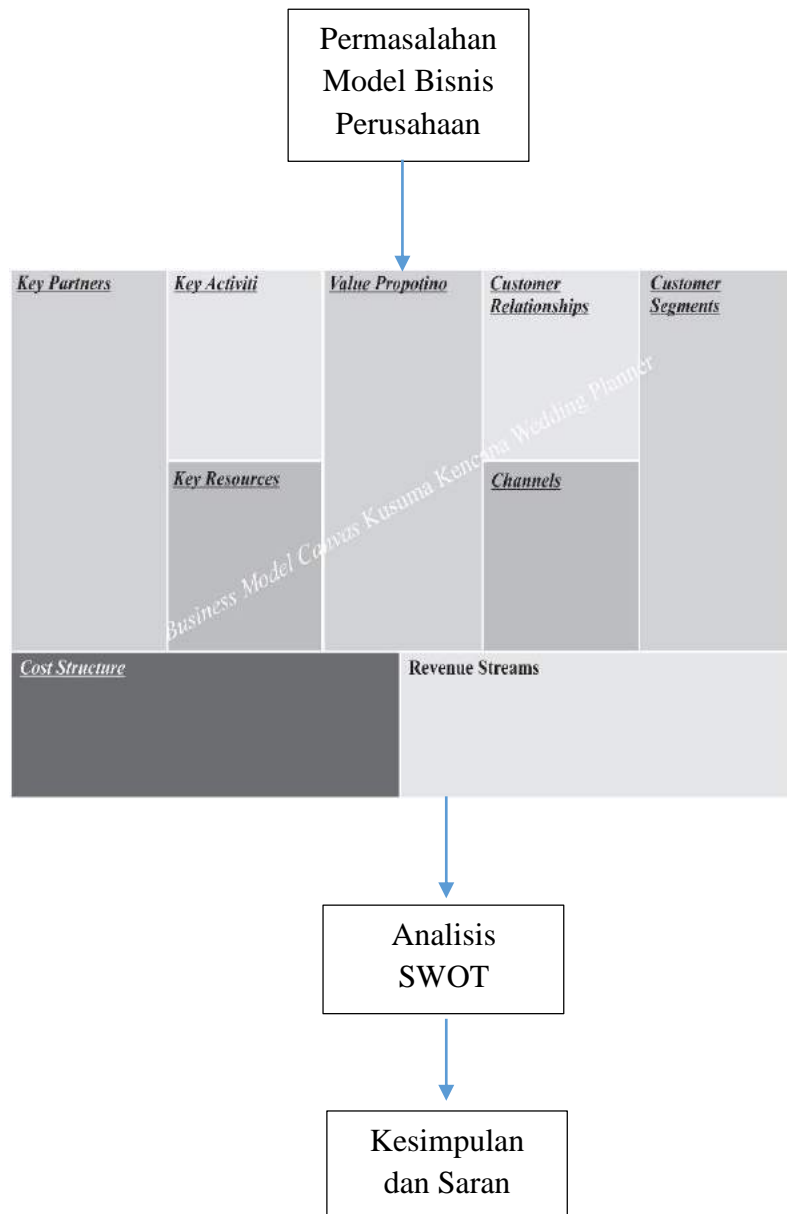 Permasalahan
Model Bisnis
Perusahaan
Key Partners
Key Activiti
Value Propotino
Customer
Relationships
Customer
Segments
Key Resources
Channels
Business Model Canvas Kusuma Kencana Wedding Planner
Cost Structure
Revenue Streams
Analisis
SWOT
Kesimpulan
dan Saran